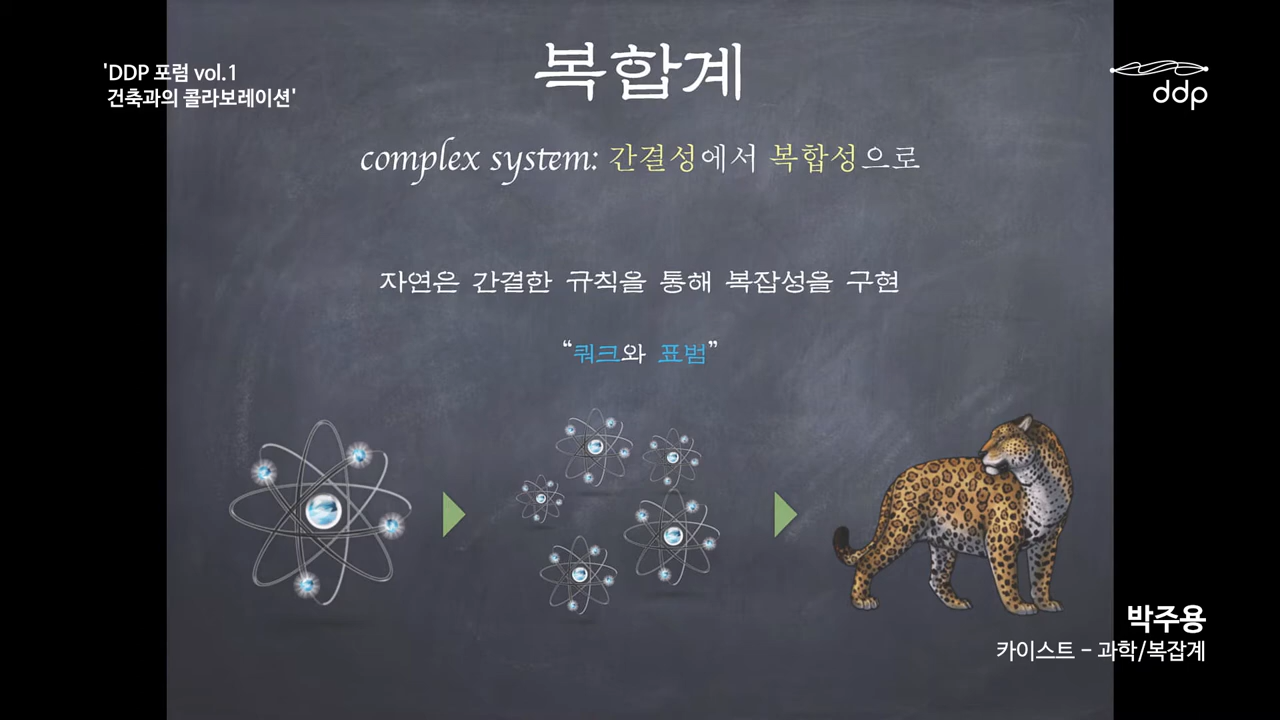 'DDP 포럼 vol.1
건축과의 콜라보레이션'
ddp
복합계
complex system: 간결성에서 복합성으로
자연은 간결한 규칙을 통해 복잡성을 구현
“쿼크와 표범”
박주용
카이스트 - 과학/복잡계